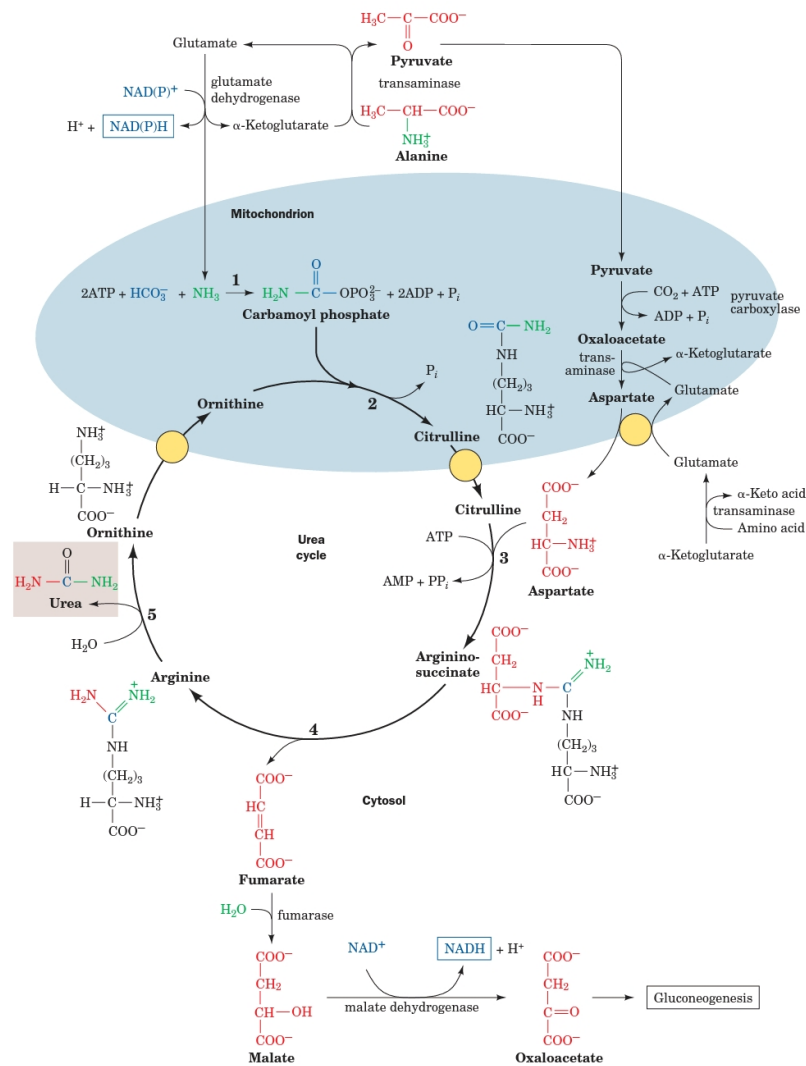 H₃C—C—COO⁻
O
Pyruvate
Glutamate
transaminase
glutamate
dehydrogenase
NAD(P)⁺
H⁺ + NAD(P)H
α-Ketoglutarate
H₃C—CH—COO⁻
NH₃⁺
Alanine
Mitochondrion
1
2ATP + HCO₃⁻ + NH₃
O
H₂N—C—OPO₃²⁻ + 2ADP + Pᵢ
Carbamoyl phosphate
Pyruvate
CO₂ + ATP
pyruvate
carboxylase
ADP + Pᵢ
Oxaloacetate
trans-
aminase
α-Ketoglutarate
Glutamate
Aspartate
O=C—NH₂
NH
(CH₂)₃
HC—NH₃⁺
COO⁻
Pᵢ
2
Ornithine
Citrulline
NH₃⁺
(CH₂)₃
H—C—NH₃⁺
COO⁻
Ornithine
Citrulline
Glutamate
α-Keto acid
transaminase
Amino acid
α-Ketoglutarate
COO⁻
CH₂
HC—NH₃⁺
COO⁻
Aspartate
Urea
cycle
ATP
3
AMP + PPᵢ
O
H₂N—C—NH₂
Urea
5
H₂O
Arginine
H₂N
⁺NH₂
C
NH
(CH₂)₃
H—C—NH₃⁺
COO⁻
Arginino-
succinate
COO⁻
CH₂
HC—N—C
H
COO⁻
⁺NH₂
NH
(CH₂)₃
HC—NH₃⁺
COO⁻
4
Cytosol
COO⁻
HC
CH
COO⁻
Fumarate
H₂O
fumarase
COO⁻
CH₂
CH—OH
COO⁻
Malate
NAD⁺
NADH + H⁺
malate dehydrogenase
COO⁻
CH₂
C=O
COO⁻
Oxaloacetate
Gluconeogenesis